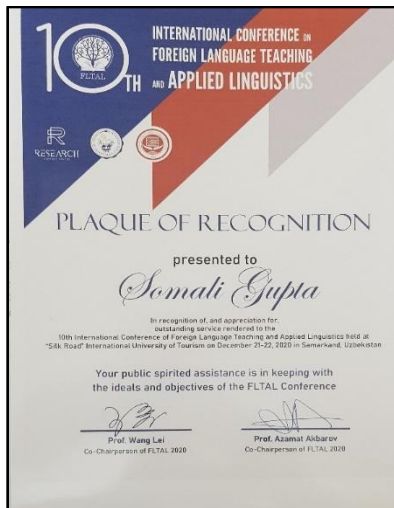 10TH
INTERNATIONAL CONFERENCE ON
FOREIGN LANGUAGE TEACHING
AND APPLIED LINGUISTICS
FLTAL
RESEARCH
PLAQUE OF RECOGNITION
presented to
Somali Gupta
In recognition of, and appreciation for,
outstanding service rendered to the
10th International Conference of Foreign Language Teaching and Applied Linguistics held at
"Silk Road" International University of Tourism on December 21-22, 2020 in Samarkand, Uzbekistan
Your public spirited assistance is in keeping with
the ideals and objectives of the FLTAL Conference
Prof. Wang Lei
Co-Chairperson of FLTAL 2020
Prof. Azamat Akbarov
Co-Chairperson of FLTAL 2020